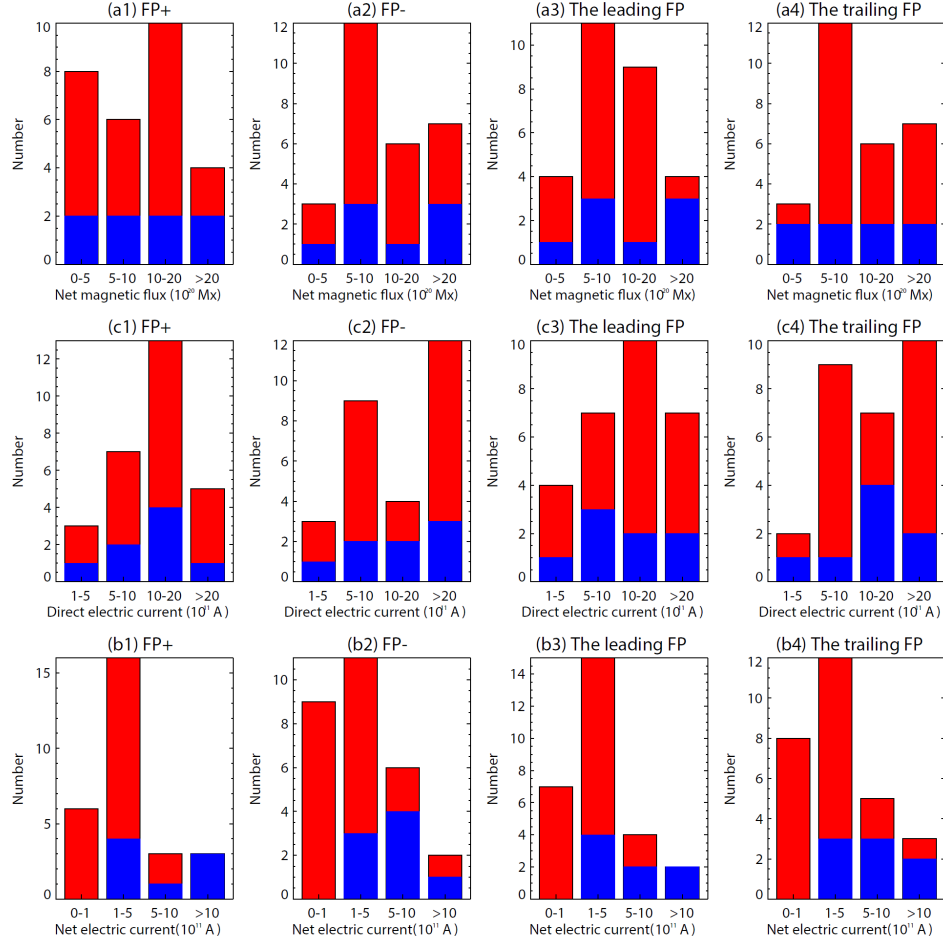 (a1) FP+
(a2) FP-
(a3) The leading FP
(a4) The trailing FP
Number
10
8
6
4
2
0
Number
12
10
8
6
4
2
0
Number
10
8
6
4
2
0
Number
12
10
8
6
4
2
0
0-5 5-10 10-20 >20
0-5 5-10 10-20 >20
0-5 5-10 10-20 >20
0-5 5-10 10-20 >20
Net magnetic flux (10²⁰ Mx)
Net magnetic flux (10²⁰ Mx)
Net magnetic flux (10²⁰ Mx)
Net magnetic flux (10²⁰ Mx)
(c1) FP+
(c2) FP-
(c3) The leading FP
(c4) The trailing FP
Number
12
10
8
6
4
2
0
Number
12
10
8
6
4
2
0
Number
10
8
6
4
2
0
Number
10
8
6
4
2
0
1-5 5-10 10-20 >20
1-5 5-10 10-20 >20
1-5 5-10 10-20 >20
1-5 5-10 10-20 >20
Direct electric current (10¹¹ A)
Direct electric current (10¹¹ A)
Direct electric current (10¹¹ A)
Direct electric current (10¹¹ A)
(b1) FP+
(b2) FP-
(b3) The leading FP
(b4) The trailing FP
Number
15
10
5
0
Number
10
8
6
4
2
0
Number
14
12
10
8
6
4
2
0
Number
12
10
8
6
4
2
0
0-1 1-5 5-10 >10
0-1 1-5 5-10 >10
0-1 1-5 5-10 >10
0-1 1-5 5-10 >10
Net electric current(10¹¹ A)
Net electric current(10¹¹ A)
Net electric current(10¹¹ A)
Net electric current(10¹¹ A)